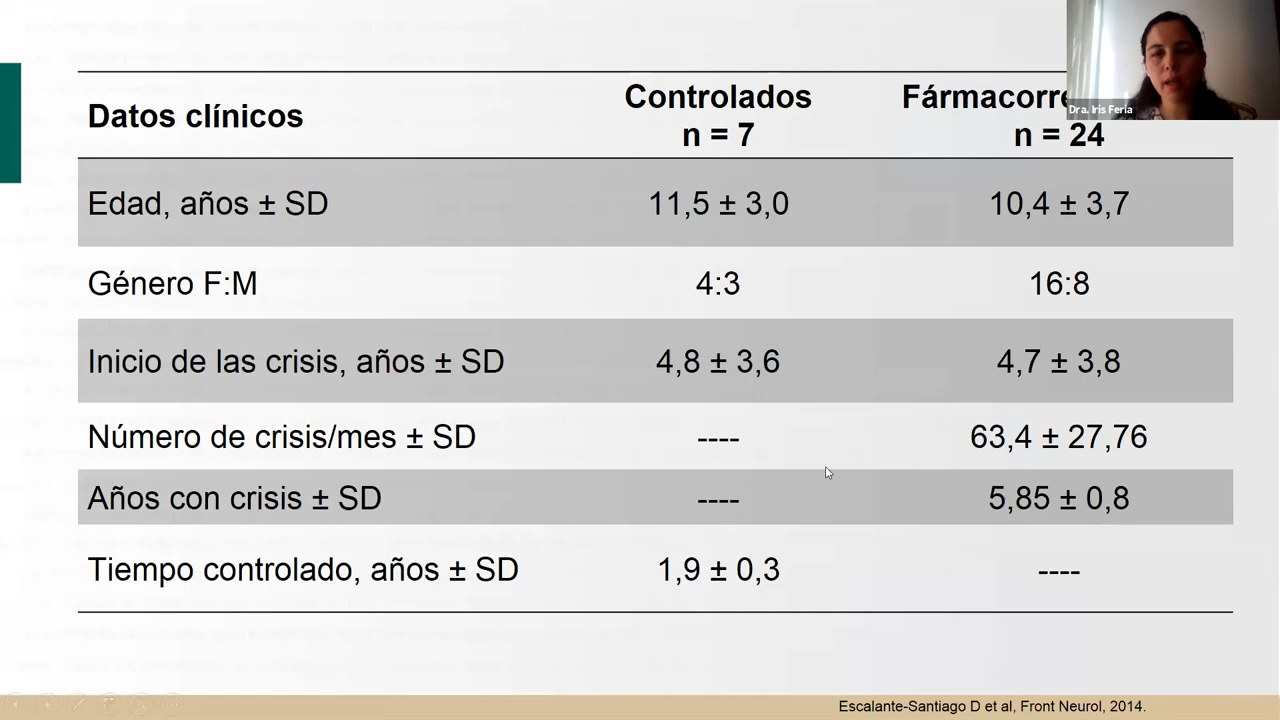 Datos clínicos
Controlados
n = 7
n = 24
Edad, años ± SD 11,5 ± 3,0 10,4 ± 3,7
Género F:M 4:3 16:8
Inicio de las crisis, años ± SD 4,8 ± 3,6 4,7 ± 3,8
Número de crisis/mes ± SD ---- 63,4 ± 27,76
Años con crisis ± SD ---- 5,85 ± 0,8
Tiempo controlado, años ± SD 1,9 ± 0,3 ----
Dra. Iris Feria
Escalante-Santiago D et al, Front Neurol, 2014.